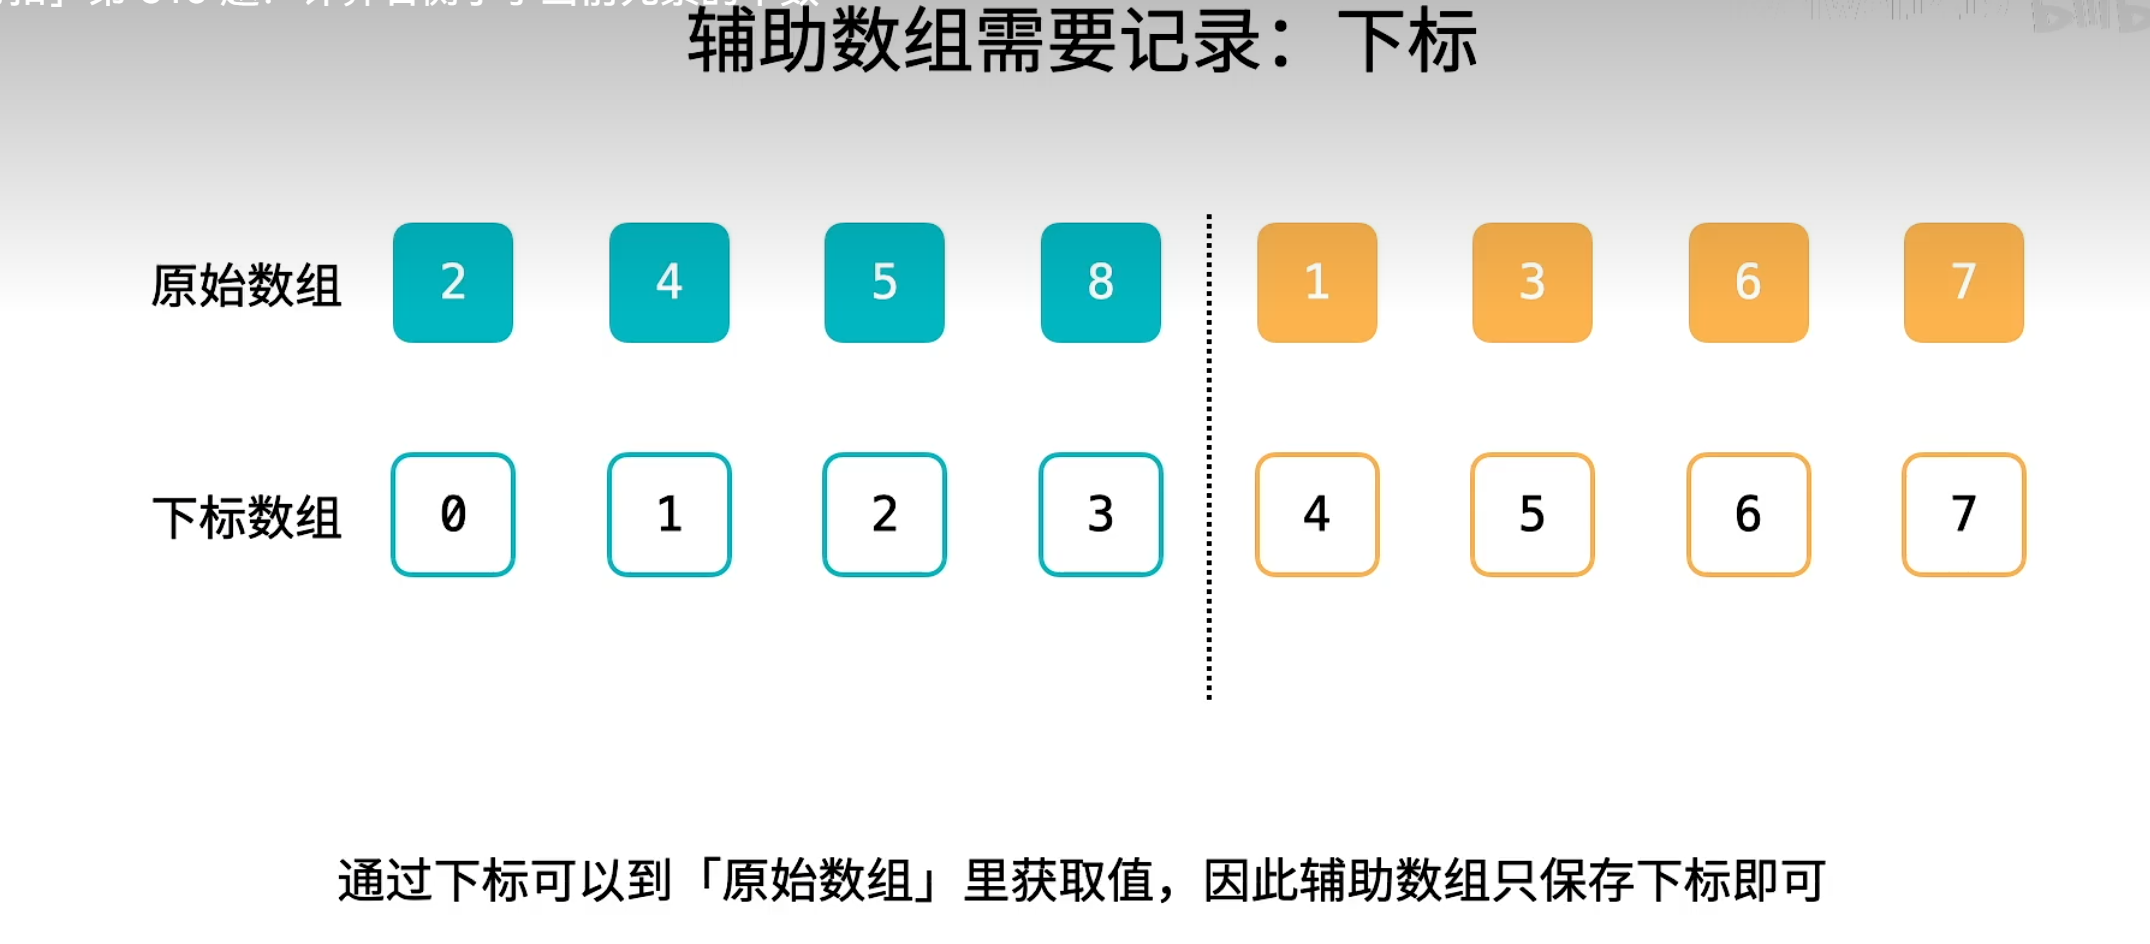 辅助数组需要记录：下标
原始数组 2 4 5 8 1 3 6 7
下标数组 0 1 2 3 4 5 6 7
通过下标可以到「原始数组」里获取值，因此辅助数组只保存下标即可